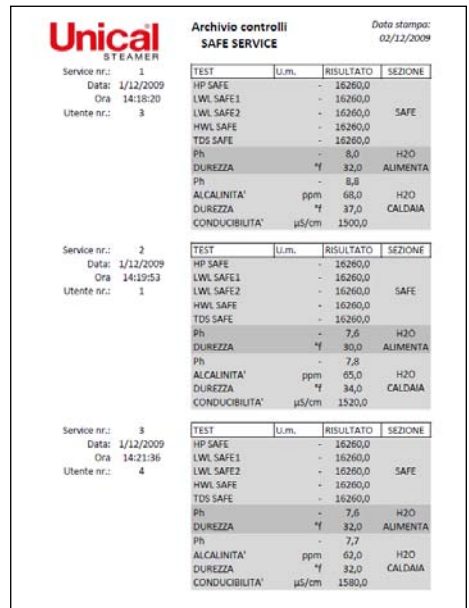 Unical
STEAMER
Archivio controlli
SAFE SERVICE
Data stampa:
02/12/2009
Service nr.: 1
Data: 1/12/2009
Ora 14:18:20
Utente nr.: 3
TEST U.m. RISULTATO SEZIONE
HP SAFE - 16260,0
LWL SAFE1 - 16260,0
LWL SAFE2 - 16260,0 SAFE
HWL SAFE - 16260,0
TDS SAFE - 16260,0
Ph - 8,0 H2O
DUREZZA °f 32,0 ALIMENTA
Ph - 8,8
ALCALINITA' ppm 68,0 H2O
DUREZZA °f 37,0 CALDAIA
CONDUCIBILITA' µS/cm 1500,0
Service nr.: 2
Data: 1/12/2009
Ora 14:19:53
Utente nr.: 1
TEST U.m. RISULTATO SEZIONE
HP SAFE - 16260,0
LWL SAFE1 - 16260,0
LWL SAFE2 - 16260,0 SAFE
HWL SAFE - 16260,0
TDS SAFE - 16260,0
Ph - 7,6 H2O
DUREZZA °f 30,0 ALIMENTA
Ph - 7,8
ALCALINITA' ppm 65,0 H2O
DUREZZA °f 34,0 CALDAIA
CONDUCIBILITA' µS/cm 1520,0
Service nr.: 3
Data: 1/12/2009
Ora 14:21:36
Utente nr.: 4
TEST U.m. RISULTATO SEZIONE
HP SAFE - 16260,0
LWL SAFE1 - 16260,0
LWL SAFE2 - 16260,0 SAFE
HWL SAFE - 16260,0
TDS SAFE - 16260,0
Ph - 7,6 H2O
DUREZZA °f 32,0 ALIMENTA
Ph - 7,7
ALCALINITA' ppm 62,0 H2O
DUREZZA °f 32,0 CALDAIA
CONDUCIBILITA' µS/cm 1580,0